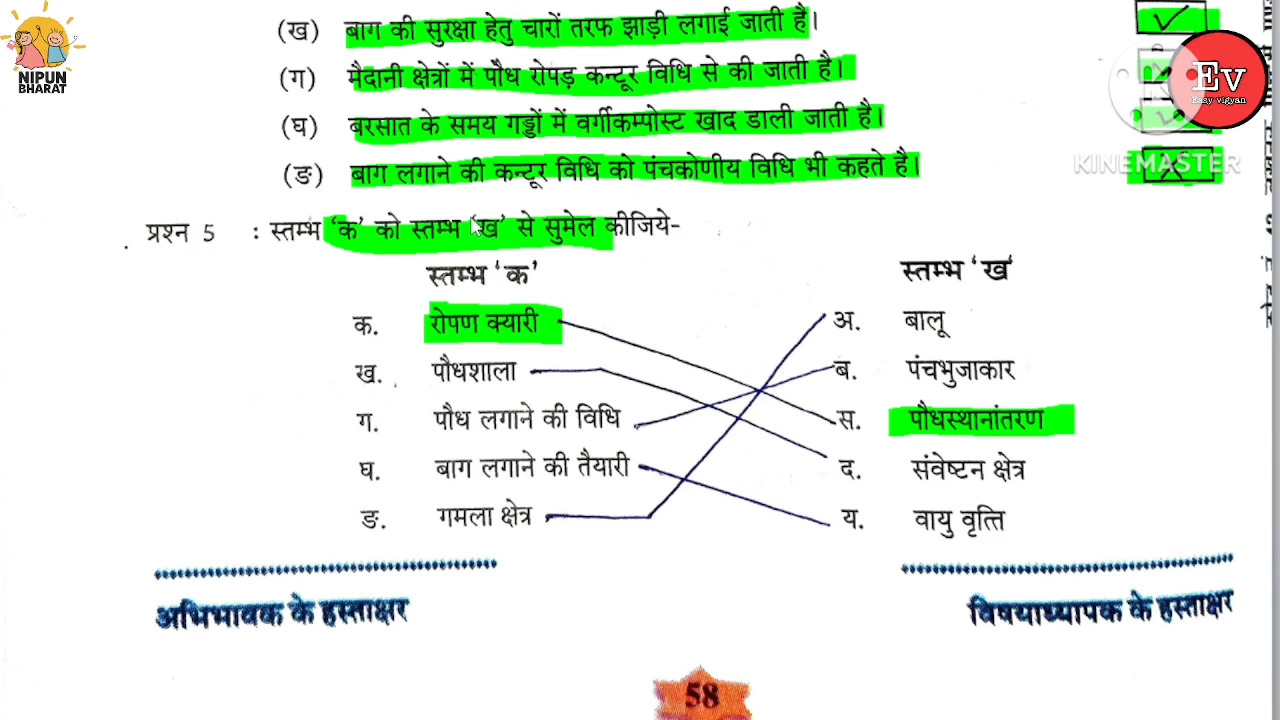 (ख) बाग की सुरक्षा हेतु चारों तरफ झाड़ी लगाई जाती है।
(ग) मैदानी क्षेत्रों में पौध रोपड़ कन्टूर विधि से की जाती है।
(घ) बरसात के समय गड्ढों में वर्गीकम्पोस्ट खाद डाली जाती है।
(ङ) बाग लगाने की कन्टूर विधि को पंचकोणीय विधि भी कहते है।
NIPUN
BHARAT
Ev
Easy vigyan
KINEMASTER
प्रश्न 5 : स्तम्भ ‘क’ को स्तम्भ ‘ख’ से सुमेल कीजिये-
स्तम्भ ‘क’ स्तम्भ ‘ख’
क. रोपण क्यारी अ. बालू
ख. पौधशाला ब. पंचभुजाकार
ग. पौध लगाने की विधि स. पौधस्थानांतरण
घ. बाग लगाने की तैयारी द. संवेष्टन क्षेत्र
ङ. गमला क्षेत्र य. वायु वृत्ति
अभिभावक के हस्ताक्षर विषयाध्यापक के हस्ताक्षर
58